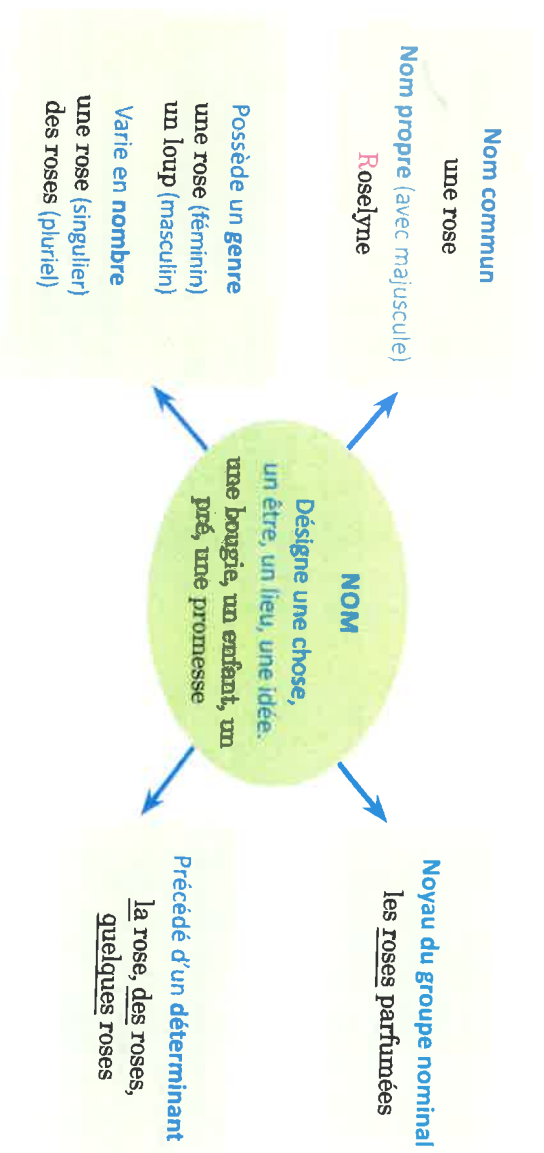 Nom commun
une rose
Nom propre (avec majuscule)
Roselyne
Noyau du groupe nominal
les roses parfumées
NOM
Désigne une chose,
un être, un lieu, une idée.
une bougie, un enfant, un
pré, une promesse
Possède un genre
une rose (féminin)
un loup (masculin)
Varie en nombre
une rose (singulier)
des roses (pluriel)
Précédé d'un déterminant
la rose, des roses,
quelques roses